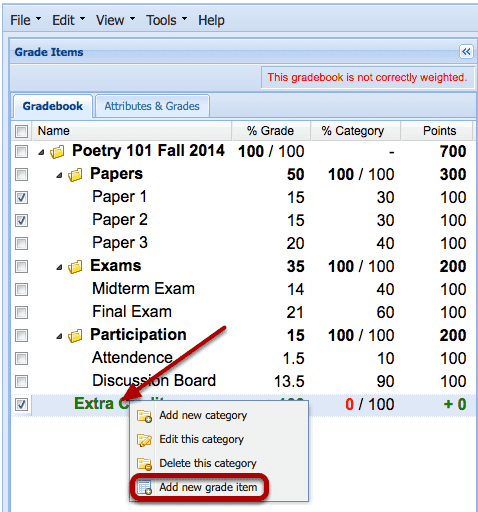 File Edit View Tools Help
Grade Items
This gradebook is not correctly weighted.
Gradebook Attributes & Grades
Name % Grade % Category Points
Poetry 101 Fall 2014 100 / 100 - 700
Papers 50 100 / 100 300
Paper 1 15 30 100
Paper 2 15 30 100
Paper 3 20 40 100
Exams 35 100 / 100 200
Midterm Exam 14 40 100
Final Exam 21 60 100
Participation 15 100 / 100 200
Attendence 1.5 10 100
Discussion Board 13.5 90 100
Extra 0 / 100 + 0
Add new category
Edit this category
Delete this category
Add new grade item